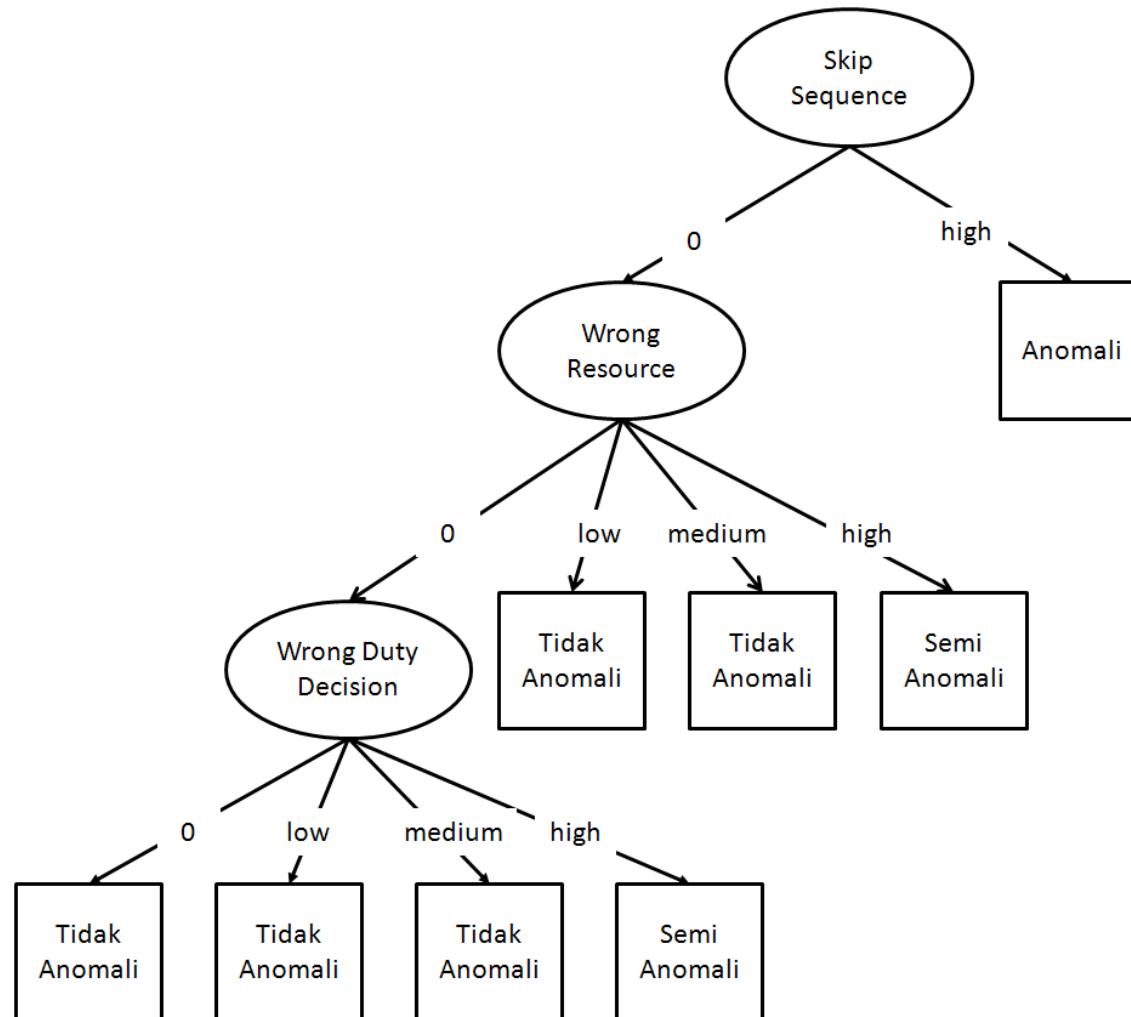 Skip
Sequence
0
high
Wrong
Resource
Anomali
0
low
medium
high
Wrong Duty
Decision
Tidak
Anomali
Tidak
Anomali
Semi
Anomali
0
low
medium
high
Tidak
Anomali
Tidak
Anomali
Tidak
Anomali
Semi
Anomali